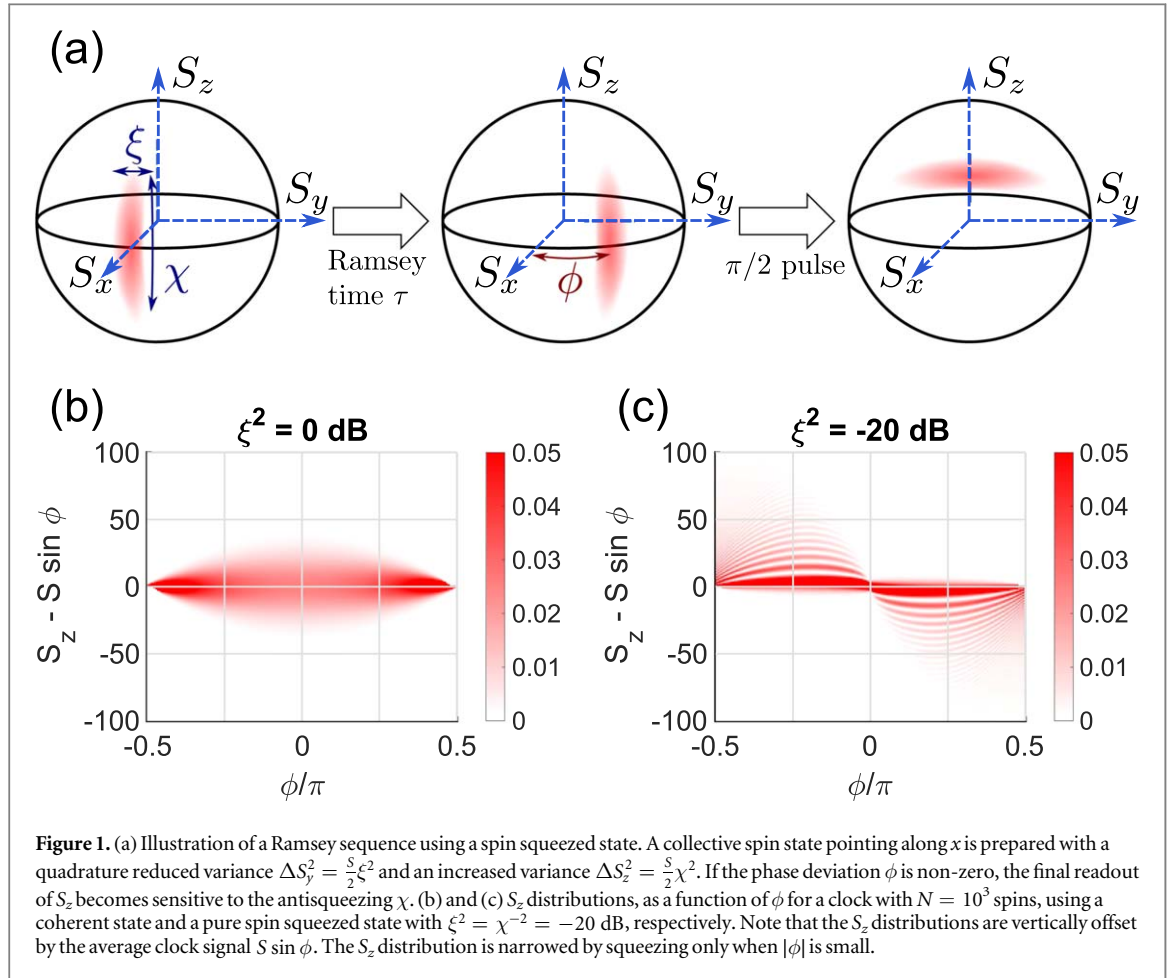 (a)
S_z
S_z
S_z
ξ
S_y
S_y
S_y
S_x
χ
Ramsey
time τ
S_x
ϕ
π/2 pulse
S_x
(b)
ξ² = 0 dB
(c)
ξ² = -20 dB
100
50
0
-50
-100
S_z - S sin ϕ
-0.5
0
0.5
ϕ/π
0.05
0.04
0.03
0.02
0.01
0
100
50
0
-50
-100
S_z - S sin ϕ
-0.5
0
0.5
ϕ/π
0.05
0.04
0.03
0.02
0.01
0
Figure 1. (a) Illustration of a Ramsey sequence using a spin squeezed state. A collective spin state pointing along x is prepared with a
quadrature reduced variance ΔS_y² = S/2 ξ² and an increased variance ΔS_z² = S/2 χ². If the phase deviation ϕ is non-zero, the final readout
of S_z becomes sensitive to the antisqueezing χ. (b) and (c) S_z distributions, as a function of ϕ for a clock with N = 10³ spins, using a
coherent state and a pure spin squeezed state with ξ² = χ⁻² = −20 dB, respectively. Note that the S_z distributions are vertically offset
by the average clock signal S sin ϕ. The S_z distribution is narrowed by squeezing only when |ϕ| is small.